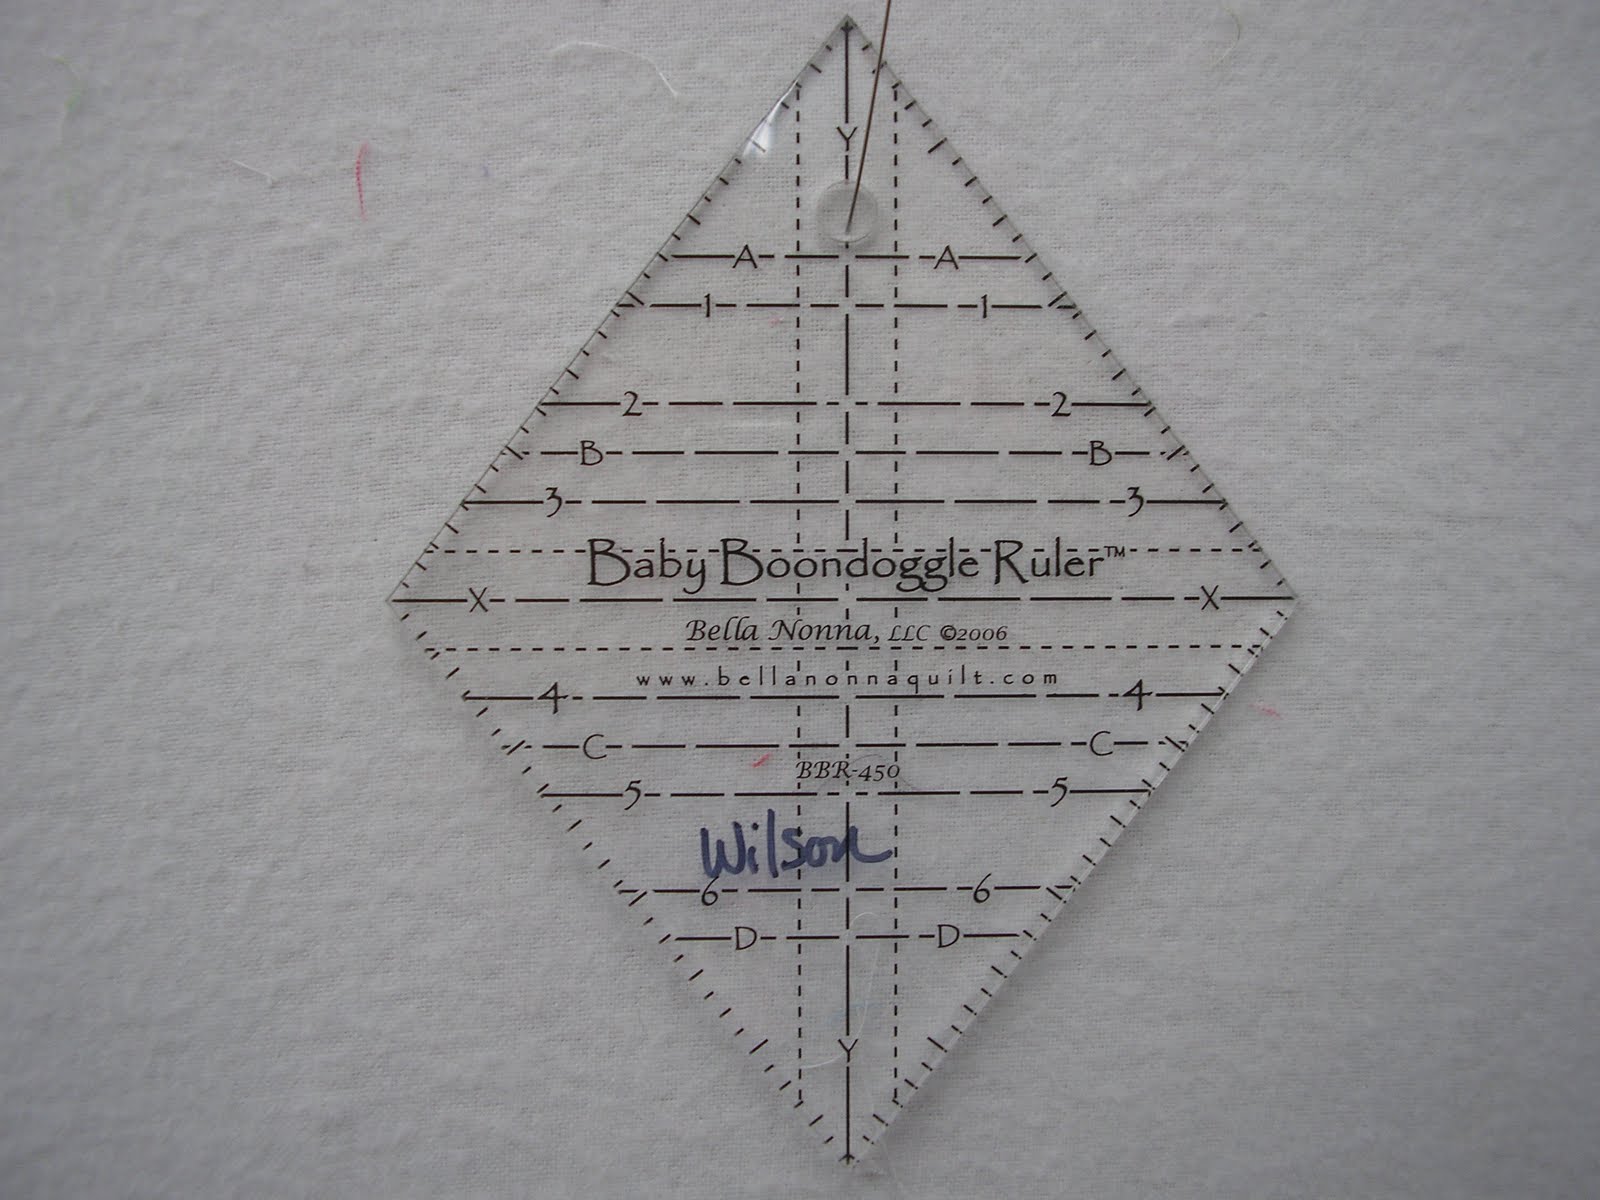 Y
A A
1 1
2 2
B B
3 3
Baby Boondoggle Ruler™
X X
Bella Nonna, LLC ©2006
www.bellanonnaquilt.com
4 4
C C
BBR-450
5 5
Wilson
6 6
D D
Y